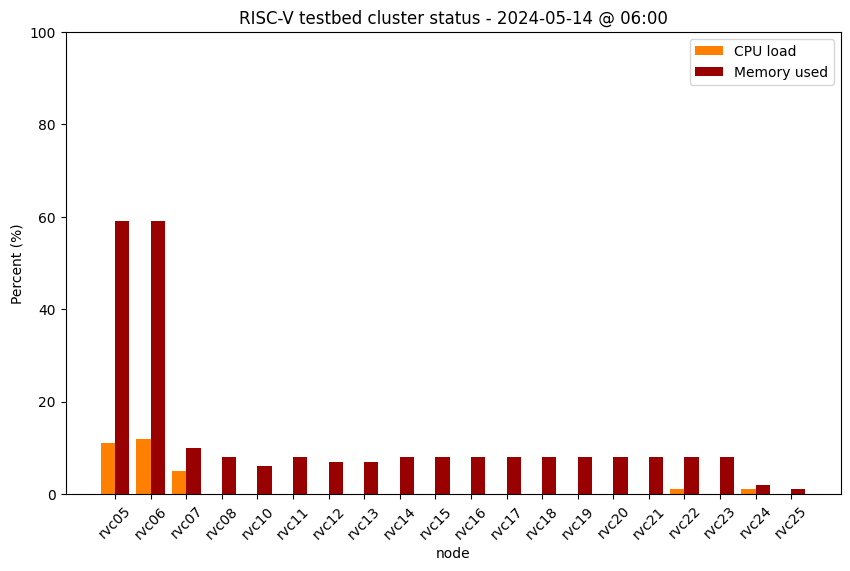 RISC-V testbed cluster status - 2024-05-14 @ 06:00
CPU load
Memory used
Percent (%)
100
80
60
40
20
0
rvc05 rvc06 rvc07 rvc08 rvc10 rvc11 rvc12 rvc13 rvc14 rvc15 rvc16 rvc17 rvc18 rvc19 rvc20 rvc21 rvc22 rvc23 rvc24 rvc25
node